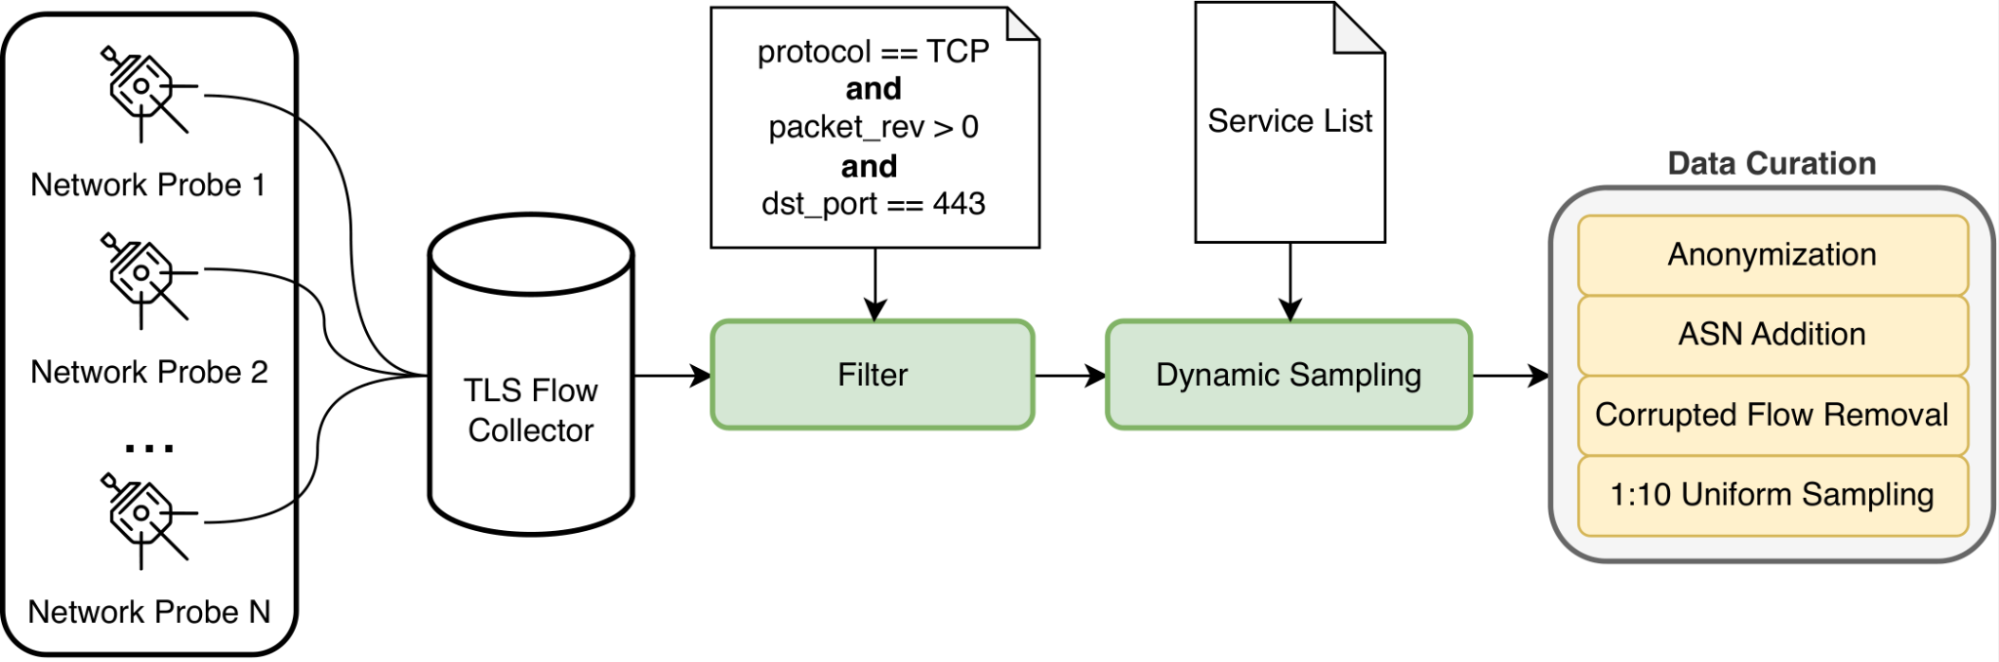 Network Probe 1
Network Probe 2
...
Network Probe N
TLS Flow
Collector
protocol == TCP
and
packet_rev > 0
and
dst_port == 443
Filter
Service List
Dynamic Sampling
Data Curation
Anonymization
ASN Addition
Corrupted Flow Removal
1:10 Uniform Sampling